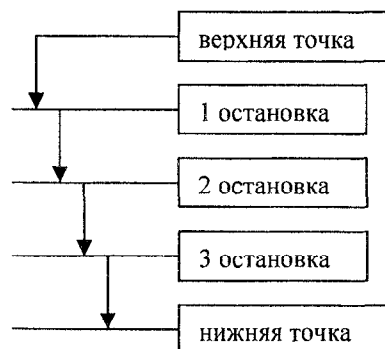 верхняя точка
1 остановка
2 остановка
3 остановка
нижняя точка